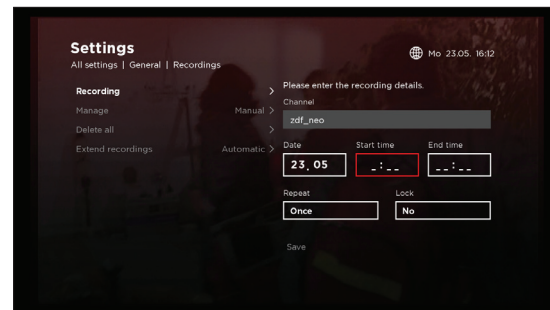 Settings
Mo 23.05. 16:12
All settings | General | Recordings
Recording >
Manage Manual >
Delete all >
Extend recordings Automatic >
Please enter the recording details.
Channel
zdf_neo
Date Start time End time
23.05 _:__ __:__
Repeat Lock
Once No
Save